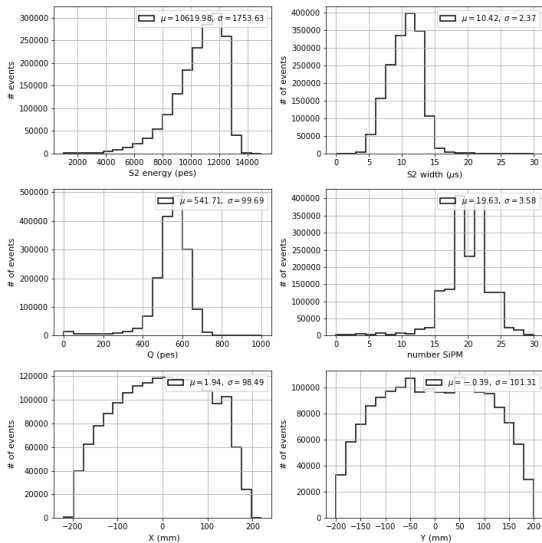 μ = 10619.98, σ = 1753.63
# of events
300000
250000
200000
150000
100000
50000
0
2000 4000 6000 8000 10000 12000 14000
S2 energy (pes)
μ = 10.42, σ = 2.37
# of events
400000
350000
300000
250000
200000
150000
100000
50000
0
0 5 10 15 20 25 30
S2 width (μs)
μ = 541.71, σ = 99.69
# of events
500000
400000
300000
200000
100000
0
0 200 400 600 800 1000
Q (pes)
μ = 19.63, σ = 3.58
# of events
400000
350000
300000
250000
200000
150000
100000
50000
0
0 5 10 15 20 25 30
number SiPM
μ = 1.94, σ = 98.49
# of events
120000
100000
80000
60000
40000
20000
0
−200 −100 0 100 200
X (mm)
μ = −0.39, σ = 101.31
# of events
100000
80000
60000
40000
20000
0
−200 −150 −100 −50 0 50 100 150 200
Y (mm)